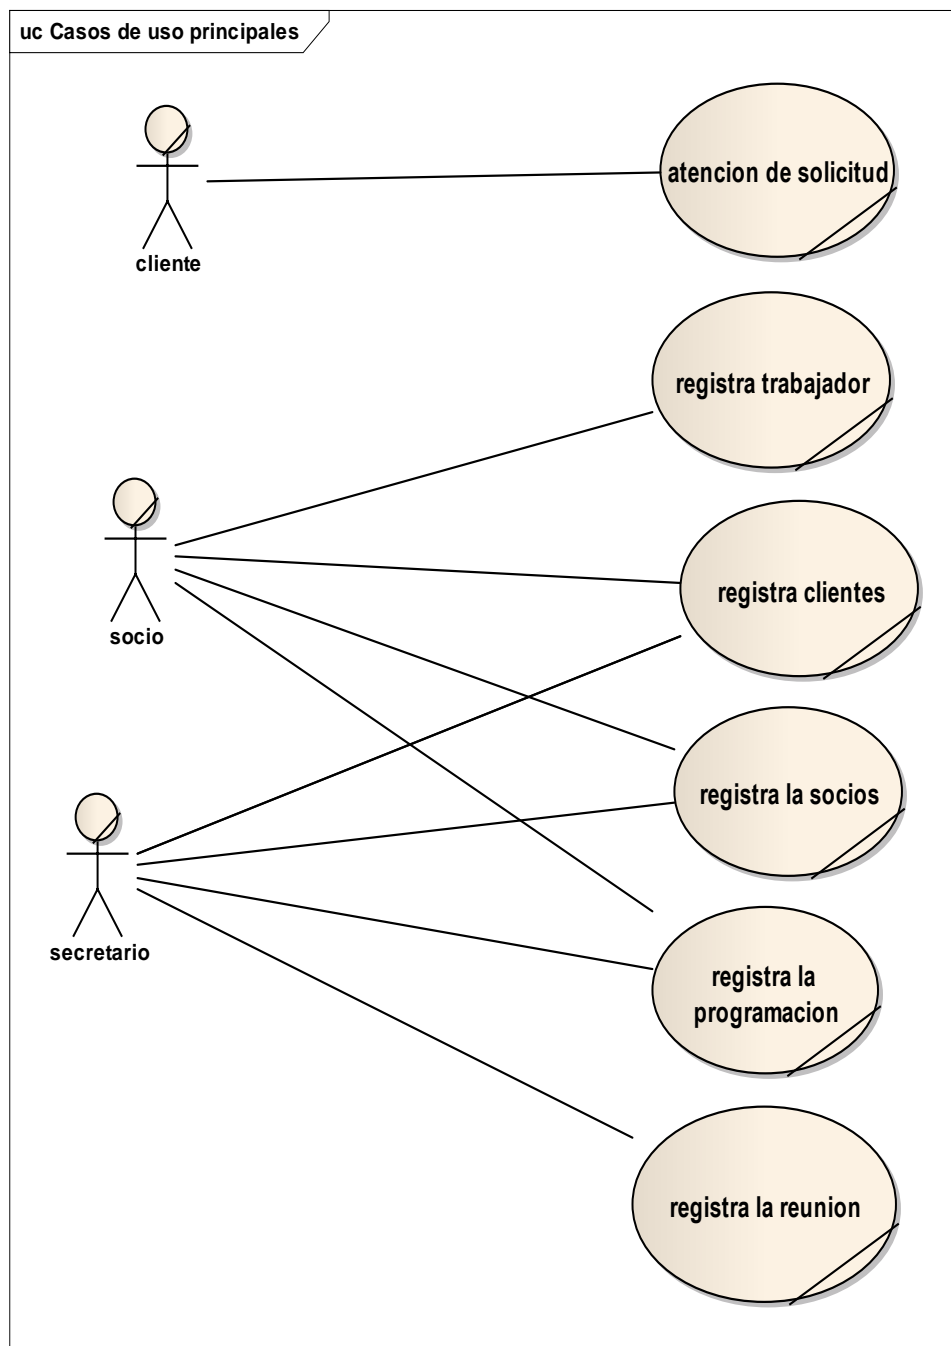 uc Casos de uso principales
atencion de solicitud
cliente
registra trabajador
registra clientes
socio
registra la socios
secretario
registra la
programacion
registra la reunion